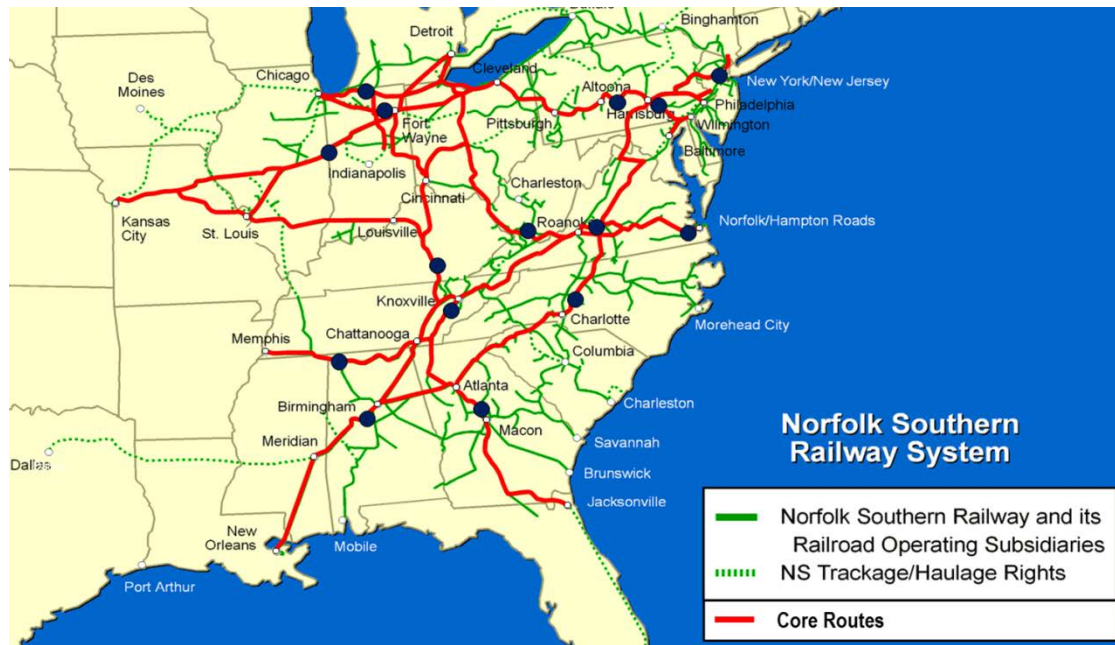 Buffalo
Binghamton
Detroit
Des
Moines
Chicago
Cleveland
Altoona
New York/New Jersey
Fort
Wayne
Pittsburgh
Harrisburg
Philadelphia
Wilmington
Baltimore
Indianapolis
Cincinnati
Charleston
Kansas
City
St. Louis
Louisville
Roanok
Norfolk/Hampton Roads
Knoxville
Charlotte
Morehead City
Chattanooga
Memphis
Columbia
Atlanta
Birmingham
Charleston
Macon
Meridian
Savannah
Dallas
Brunswick
Jacksonville
New
Orleans
Mobile
Port Arthur
Norfolk Southern
Railway System
Norfolk Southern Railway and its
Railroad Operating Subsidiaries
NS Trackage/Haulage Rights
Core Routes